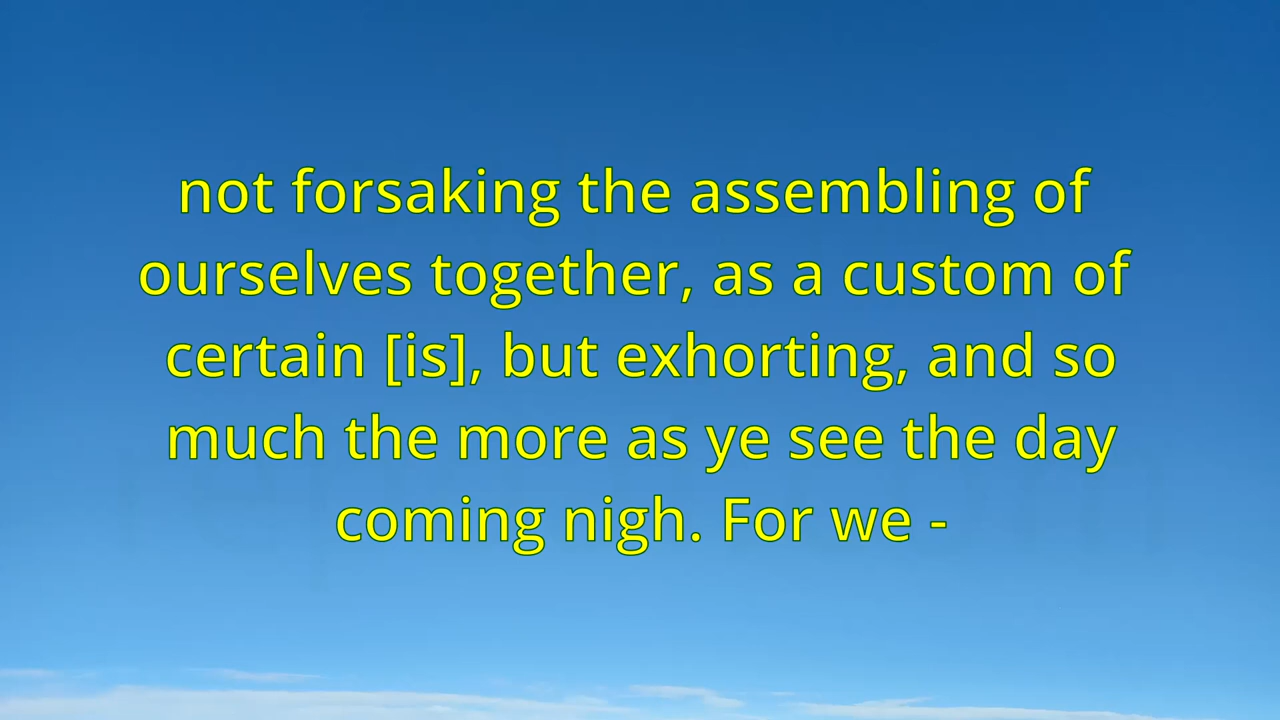 not forsaking the assembling of
ourselves together, as a custom of
certain [is], but exhorting, and so
much the more as ye see the day
coming nigh. For we -